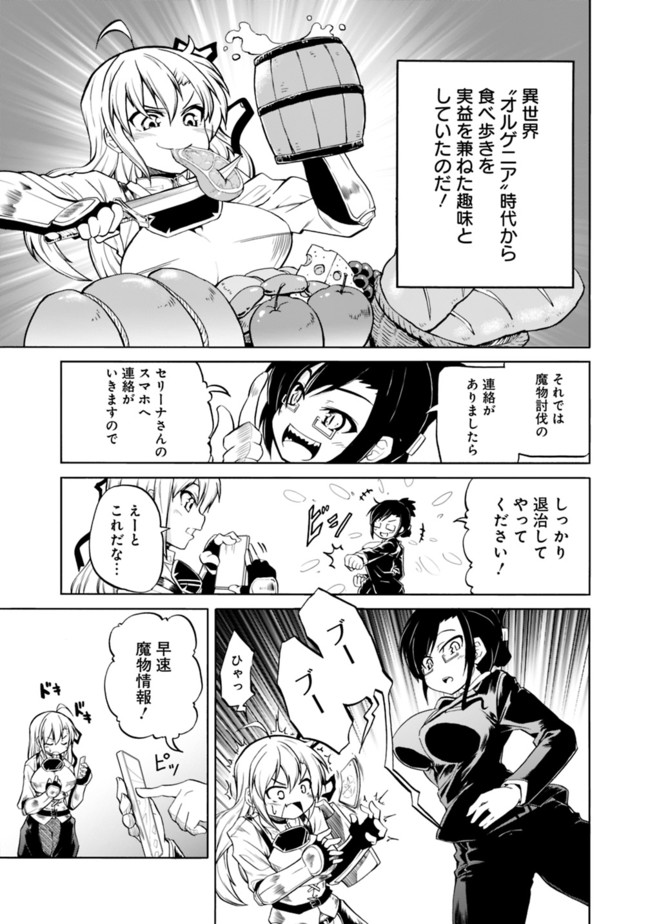 異世界
〝オルゲニア〟時代から
食べ歩きを
実益を兼ねた趣味と
していたのだ！
それでは
魔物討伐の
連絡が
ありましたら
セリーナさんの
スマホへ
連絡が
いきますので
しっかり
退治して
やって
ください！
ビシ
えーと
これだな…
ブー
ブー
ひゃっ
早速
魔物情報！
ピッ
ドキ
ドキ